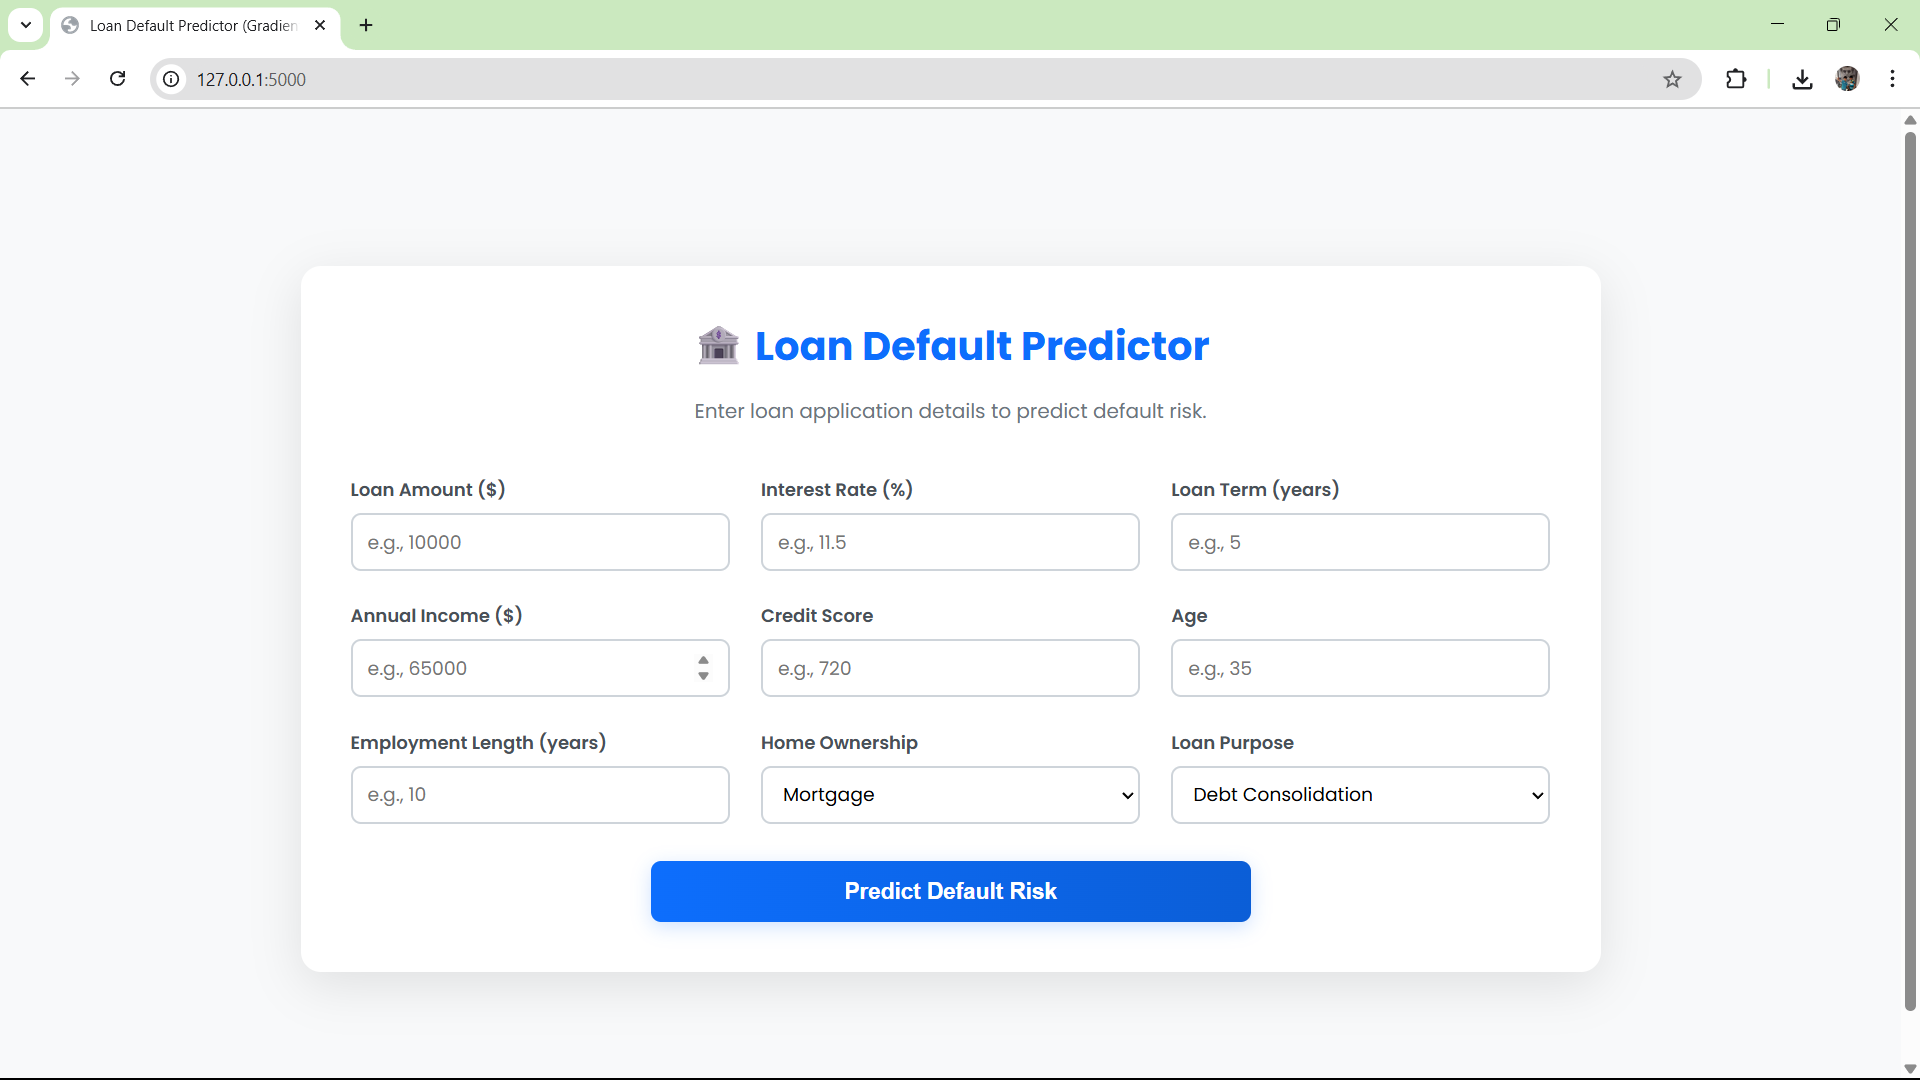 Loan Default Predictor (Gradien
127.0.0.1:5000
Loan Default Predictor
Enter loan application details to predict default risk.
Loan Amount ($) Interest Rate (%) Loan Term (years)
e.g., 10000 e.g., 11.5 e.g., 5
Annual Income ($) Credit Score Age
e.g., 65000 e.g., 720 e.g., 35
Employment Length (years) Home Ownership Loan Purpose
e.g., 10 Mortgage Debt Consolidation
Predict Default Risk